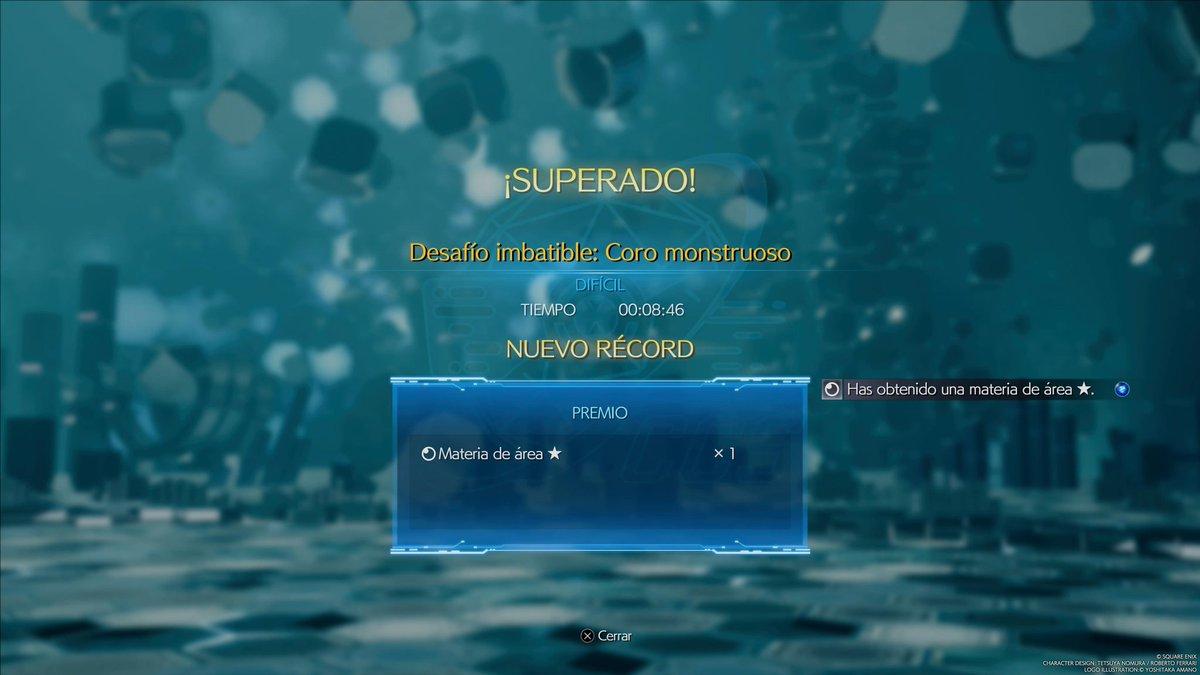 ¡SUPERADO!
Desafío imbatible: Coro monstruoso
DIFÍCIL
TIEMPO 00:08:46
NUEVO RÉCORD
PREMIO
Materia de área ★ × 1
Has obtenido una materia de área ★.
Cerrar
© SQUARE ENIX
CHARACTER DESIGN: TETSUYA NOMURA / ROBERTO FERRARI
LOGO ILLUSTRATION:© YOSHITAKA AMANO